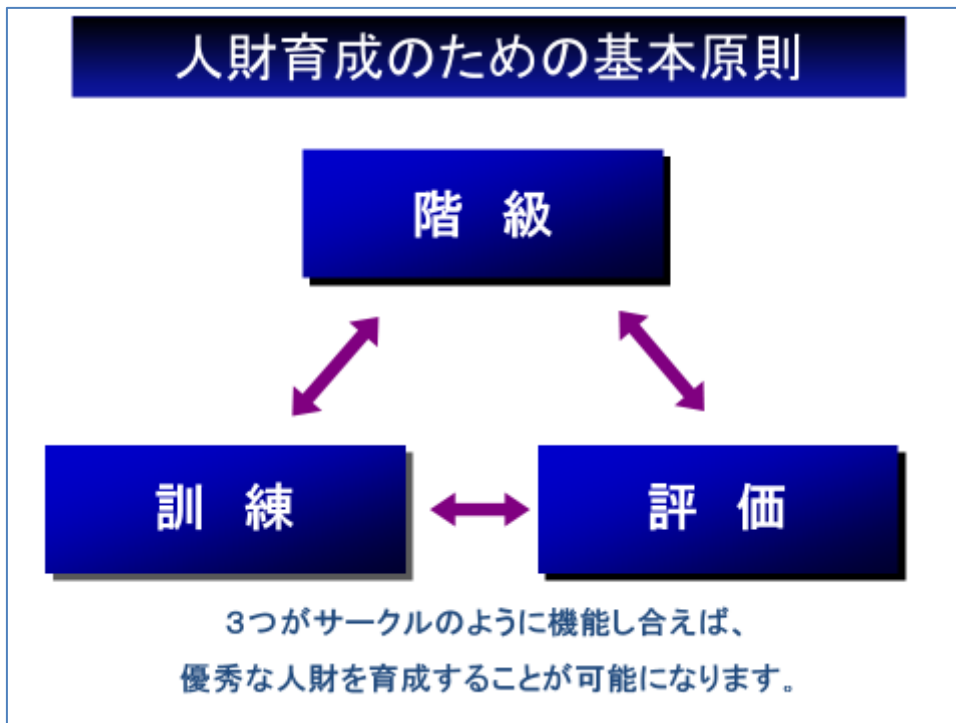 人財育成のための基本原則
階 級
訓 練
評 価
３つがサークルのように機能し合えば、
優秀な人財を育成することが可能になります。